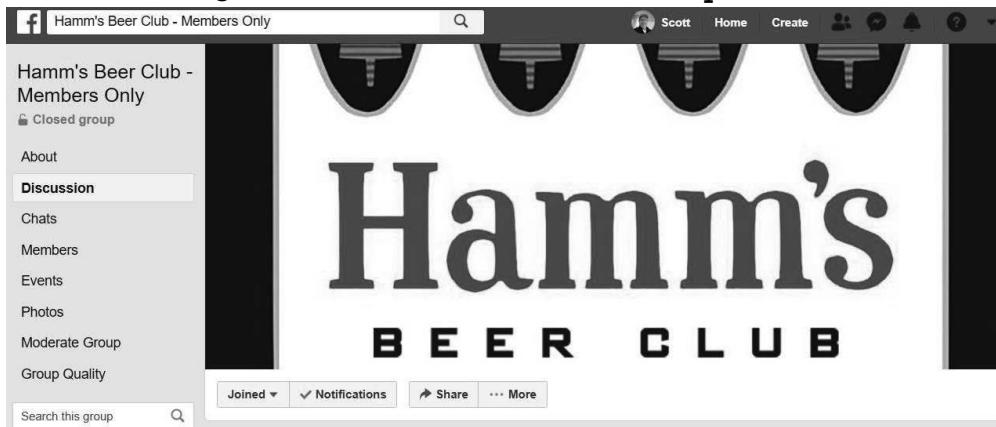 Hamm's Beer Club - Members Only
Scott Home Create
Hamm's Beer Club -
Members Only
Closed group
About
Discussion
Chats
Members
Events
Photos
Moderate Group
Group Quality
Search this group
Hamm's
BEER CLUB
Joined
Notifications
Share
More